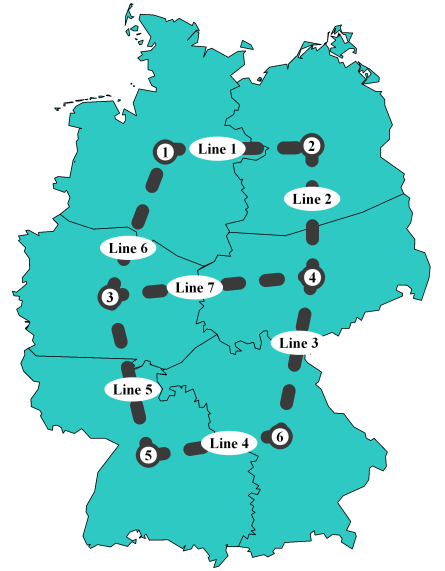 1
Line 1
2
Line 2
Line 6
4
Line 7
3
Line 3
Line 5
6
Line 4
5